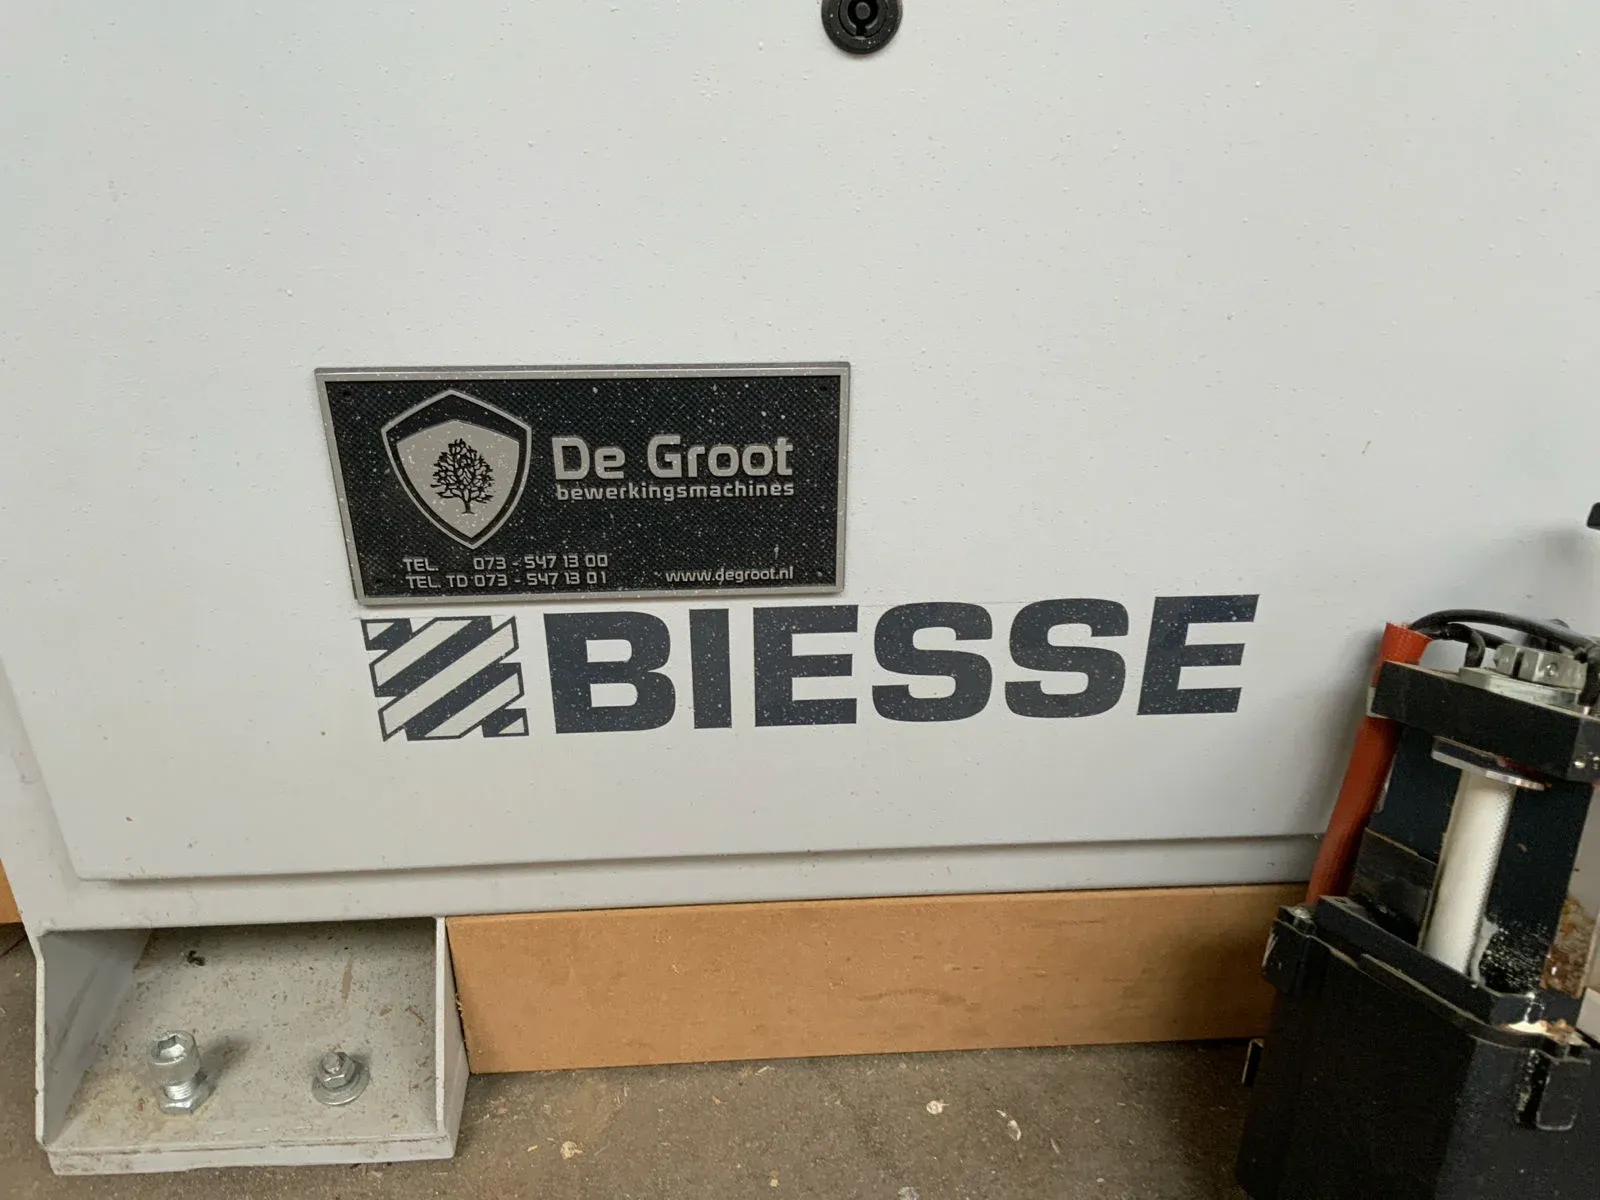 De Groot
bewerkingsmachines
TEL. 073 - 547 13 00
TEL. TD 073 - 547 13 01
www.degroot.nl
BIESSE